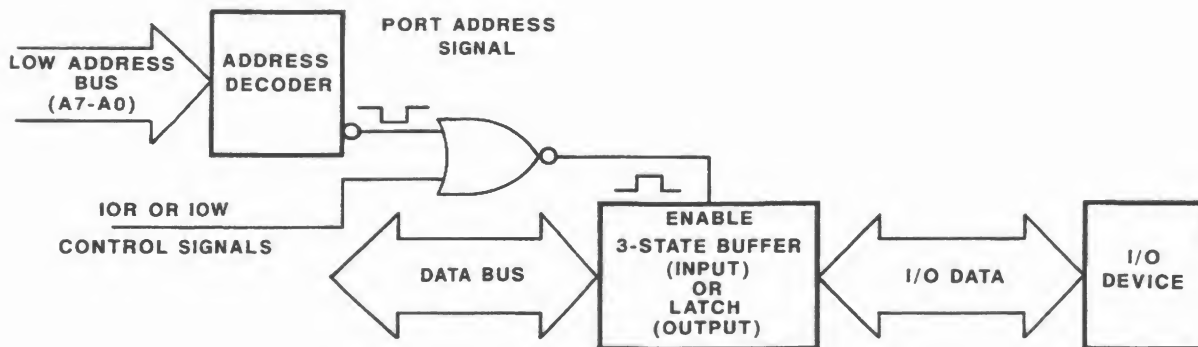 PORT ADDRESS
SIGNAL
LOW ADDRESS
BUS
(A7-A0)
ADDRESS
DECODER
IOR OR IOW
CONTROL SIGNALS
DATA BUS
ENABLE
3-STATE BUFFER
(INPUT)
OR
LATCH
(OUTPUT)
I/O DATA
I/O
DEVICE